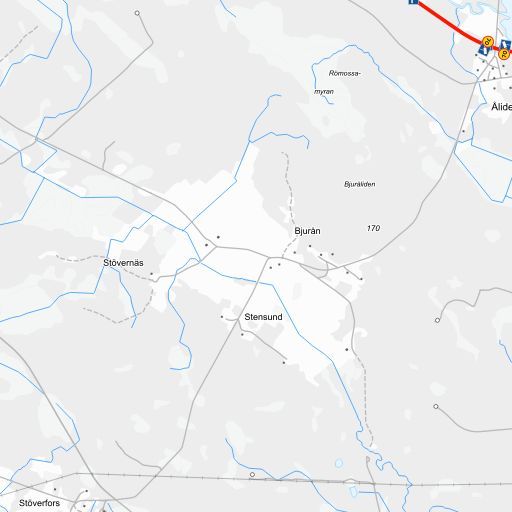 Römossa-
myran
Ålide
Bjuråliden
170
Bjurån
Stövernäs
Stensund
Stöverfors